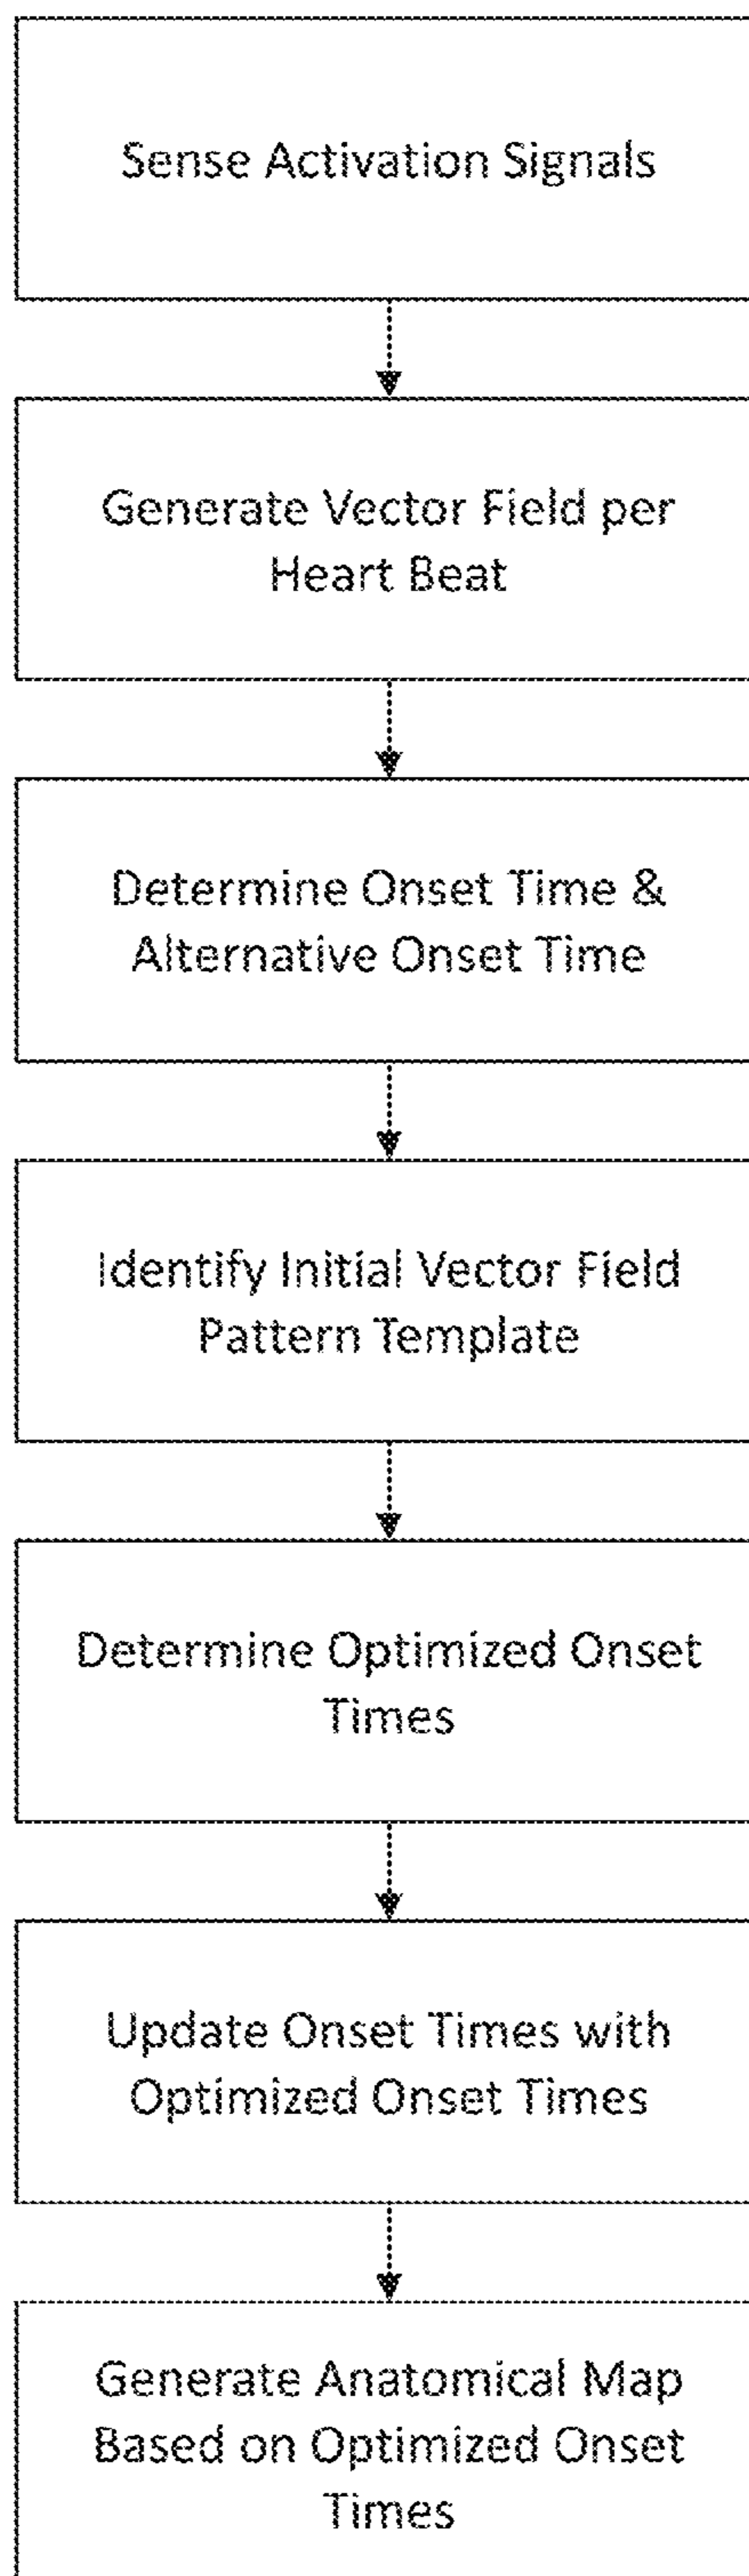 Sense Activation Signals
Generate Vector Field per
Heart Beat
Determine Onset Time &
Alternative Onset Time
Identify Initial Vector Field
Pattern Template
Determine Optimized Onset
Times
Update Onset Times with
Optimized Onset Times
Generate Anatomical Map
Based on Optimized Onset
Times